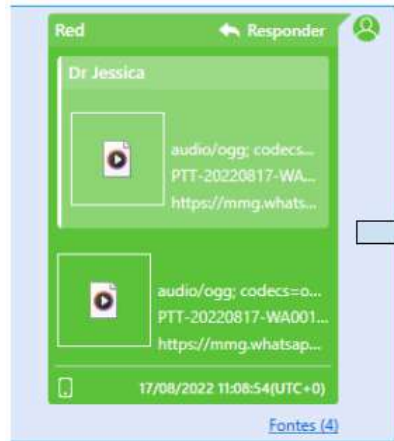 Red Responder
Dr Jessica
audio/ogg; codecs...
PTT-20220817-WA...
https://mmg.whats...
audio/ogg; codecs=o...
PTT-20220817-WA001...
https://mmg.whatsap...
17/08/2022 11:08:54(UTC+0)
Fontes (4)